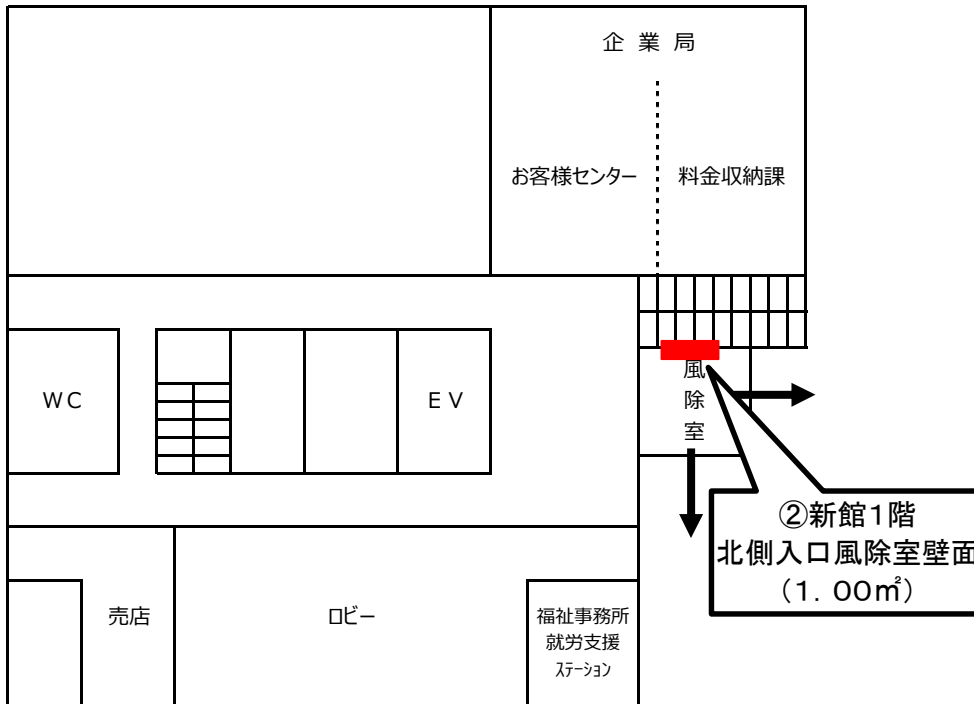 企 業 局
お客様センター
料金収納課
WC
EV
風
除
室
②新館1階
北側入口風除室壁面
(1.00㎡)
売店
ロビー
福祉事務所
就労支援
ステーション